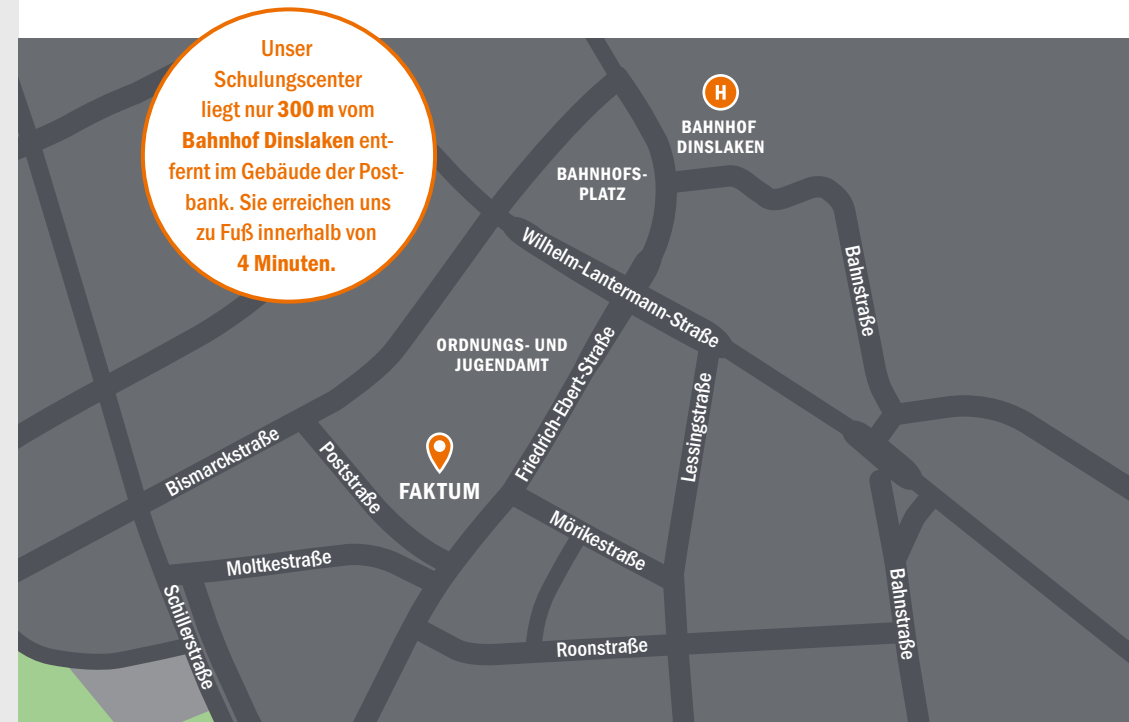 Unser
Schulungscenter
liegt nur 300 m vom
Bahnhof Dinslaken ent-
fernt im Gebäude der Post-
bank. Sie erreichen uns
zu Fuß innerhalb von
4 Minuten.
H
BAHNHOF
DINSLAKEN
BAHNHOFS-
PLATZ
Wilhelm-Lantermann-Straße
Bahnstraße
ORDNUNGS- UND
JUGENDAMT
Friedrich-Ebert-Straße
Lessingstraße
Bismarckstraße
Poststraße
FAKTUM
Mörikestraße
Moltkestraße
Schillerstraße
Roonstraße
Bahnstraße